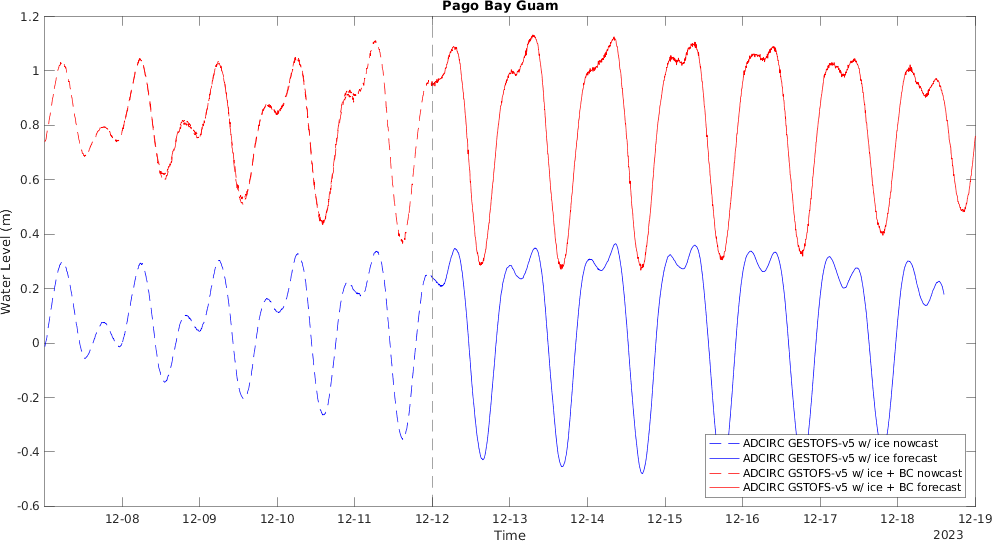 Pago Bay Guam
1.2
1
0.8
0.6
0.4
0.2
0
-0.2
-0.4
-0.6
Water Level (m)
ADCIRC GESTOFS-v5 w/ ice nowcast
ADCIRC GESTOFS-v5 w/ ice forecast
ADCIRC GSTOFS-v5 w/ ice + BC nowcast
ADCIRC GSTOFS-v5 w/ ice + BC forecast
12-08 12-09 12-10 12-11 12-12 12-13 12-14 12-15 12-16 12-17 12-18 12-19
Time
2023